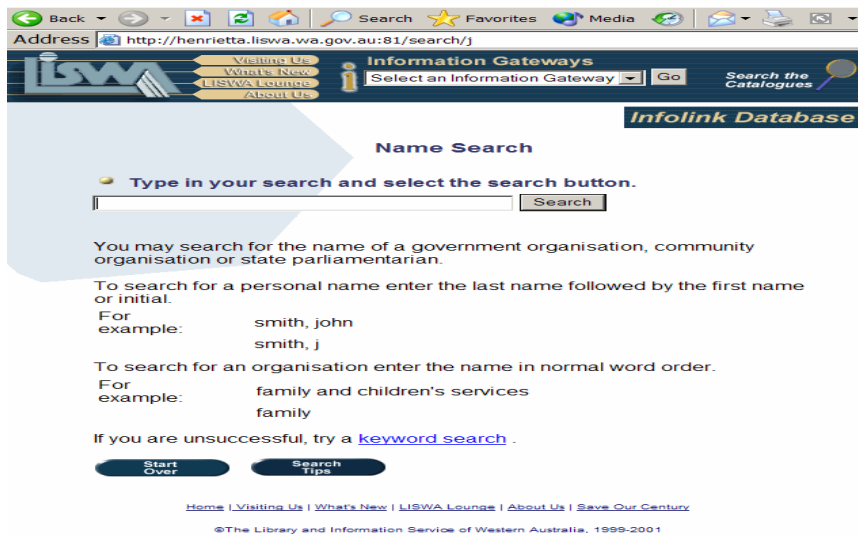 Back Search Favorites Media
Address http://henrietta.liswa.wa.gov.au:81/search/j
LISWA
Visiting Us
What's New
LISWA Lounge
About Us
Information Gateways
Select an Information Gateway Go
Search the
Catalogues
Infolink Database
Name Search
Type in your search and select the search button.
Search
You may search for the name of a government organisation, community
organisation or state parliamentarian.
To search for a personal name enter the last name followed by the first name
or initial.
For
example:
smith, john
smith, j
To search for an organisation enter the name in normal word order.
For
example:
family and children's services
family
If you are unsuccessful, try a keyword search .
Start
Over
Search
Tips
Home | Visiting Us | What's New | LISWA Lounge | About Us | Save Our Century
©The Library and Information Service of Western Australia, 1999-2001